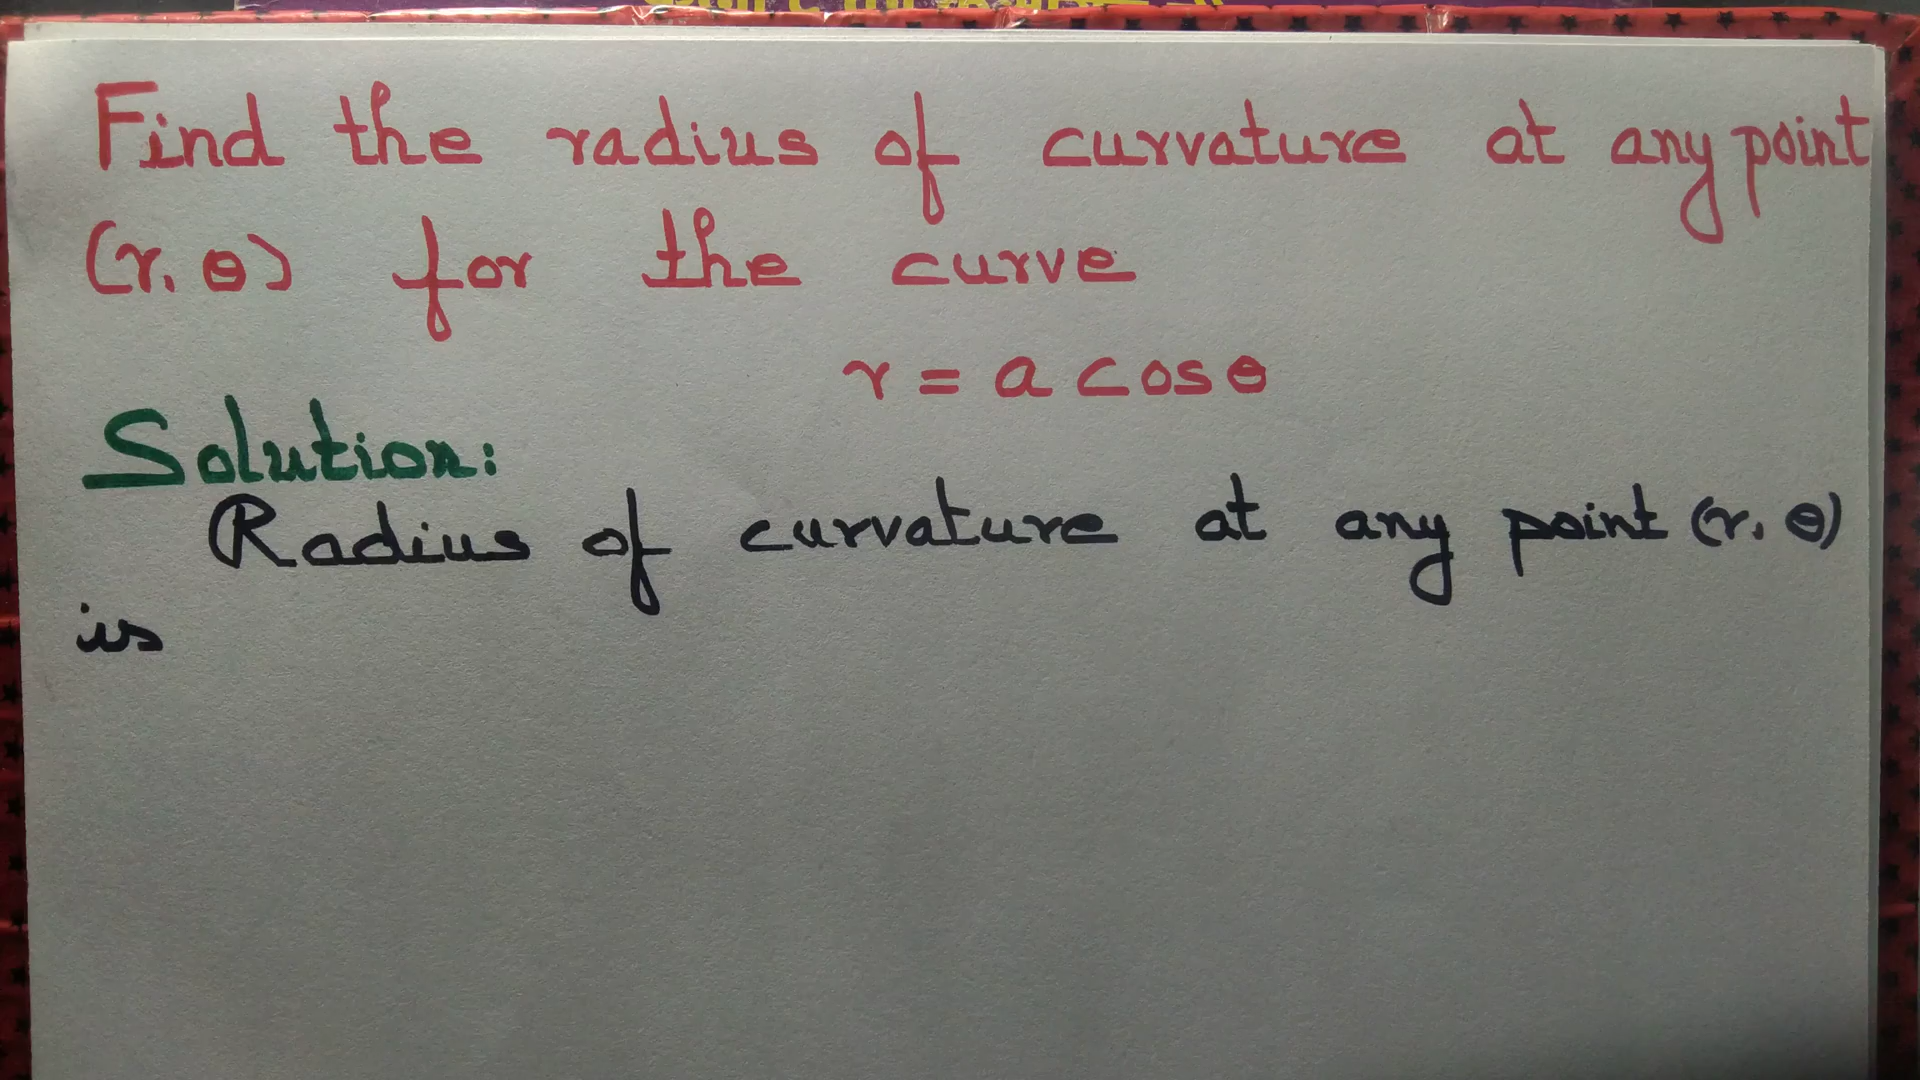 Find the radius of curvature at any point
(r, θ) for the curve
r = a cos θ
Solution:
Radius of curvature at any point (r, θ)
is